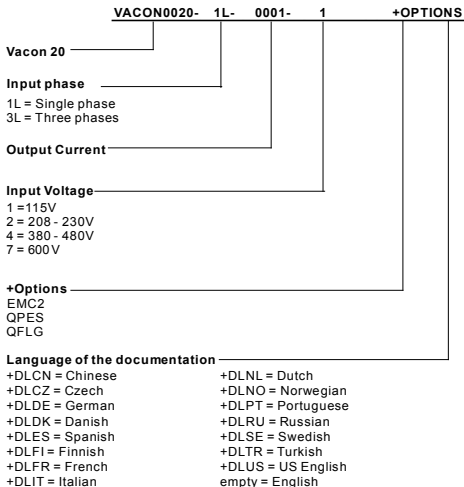 VACON0020- 1L- 0001- 1 +OPTIONS
Vacon 20
Input phase
1L = Single phase
3L = Three phases
Output Current
Input Voltage
1 =115V
2 = 208 - 230V
4 = 380 - 480V
7 = 600V
+Options
EMC2
QPES
QFLG
Language of the documentation
+DLCN = Chinese
+DLCZ = Czech
+DLDE = German
+DLDK = Danish
+DLES = Spanish
+DLFI = Finnish
+DLFR = French
+DLIT = Italian
+DLNL = Dutch
+DLNO = Norwegian
+DLPT = Portuguese
+DLRU = Russian
+DLSE = Swedish
+DLTR = Turkish
+DLUS = US English
empty = English